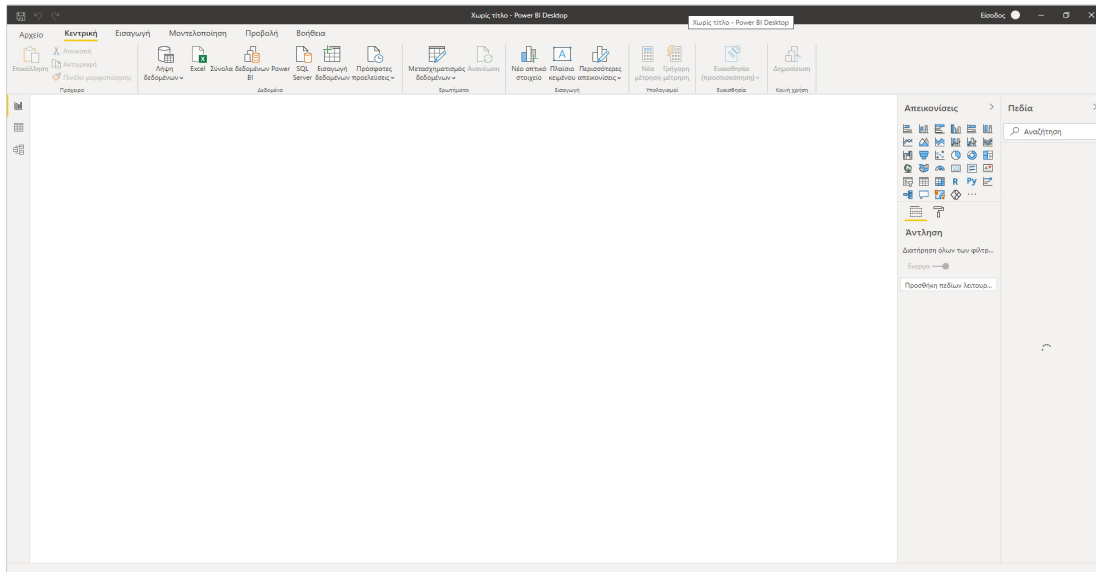 Χωρίς τίτλο - Power BI Desktop
Είσοδος
Χωρίς τίτλο - Power BI Desktop
Αρχείο Κεντρική Εισαγωγή Μοντελοποίηση Προβολή Βοήθεια
Επικόλληση
Αποκοπή
Αντιγραφή
Πινέλο μορφοποίησης
Πρόχειρο
Λήψη δεδομένων
Excel
Σύνολα δεδομένων Power BI
SQL Server
Εισαγωγή δεδομένων
Πρόσφατες προελεύσεις
Δεδομένα
Μετασχηματισμός δεδομένων
Ανανέωση
Ερωτήματα
Νέο οπτικό στοιχείο
Πλαίσιο κειμένου
Περισσότερες απεικονίσεις
Εισαγωγή
Νέα μέτρηση
Γρήγορη μέτρηση
Υπολογισμοί
Ευαισθησία (προεπισκόπηση)
Ευαισθησία
Δημοσίευση
Κοινή χρήση
Απεικονίσεις
R Py
Άντληση
Διατήρηση όλων των φίλτρ...
Ενεργό
Προσθήκη πεδίων λειτουρ...
Πεδία
Αναζήτηση